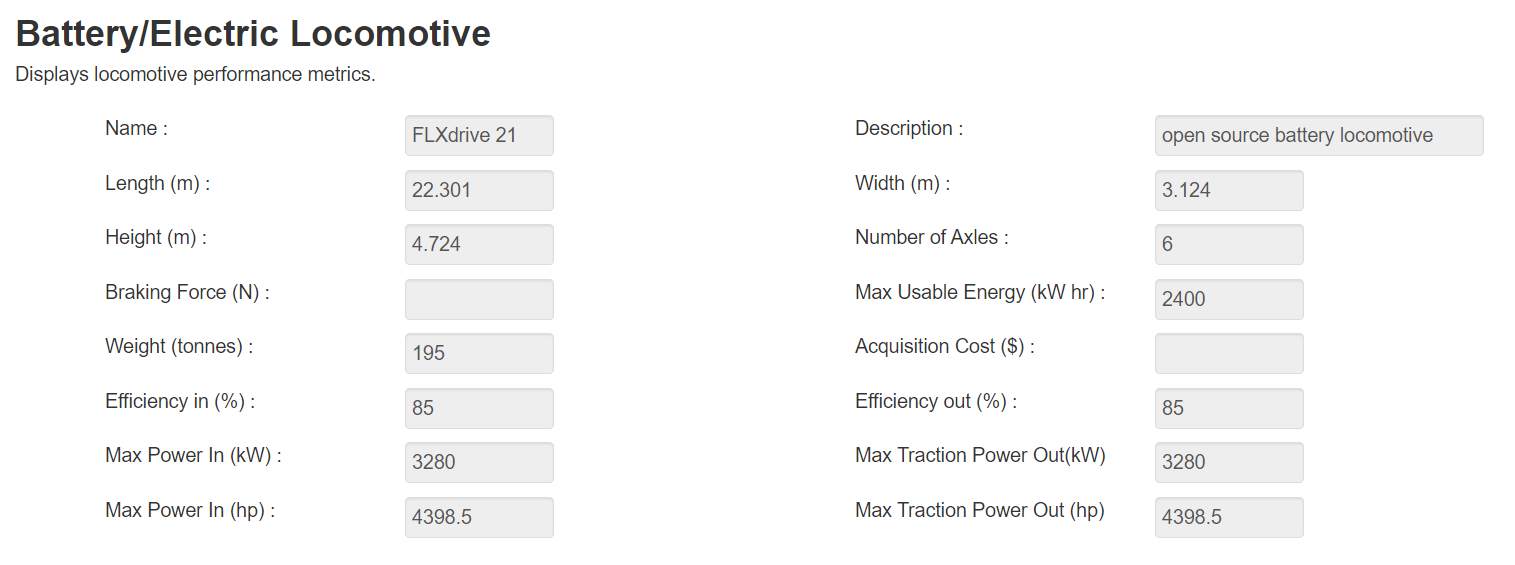 Battery/Electric Locomotive
Displays locomotive performance metrics.
Name : FLXdrive 21 Description : open source battery locomotive
Length (m) : 22.301 Width (m) : 3.124
Height (m) : 4.724 Number of Axles : 6
Braking Force (N) : Max Usable Energy (kW hr) : 2400
Weight (tonnes) : 195 Acquisition Cost ($) :
Efficiency in (%) : 85 Efficiency out (%) : 85
Max Power In (kW) : 3280 Max Traction Power Out(kW) 3280
Max Power In (hp) : 4398.5 Max Traction Power Out (hp) 4398.5